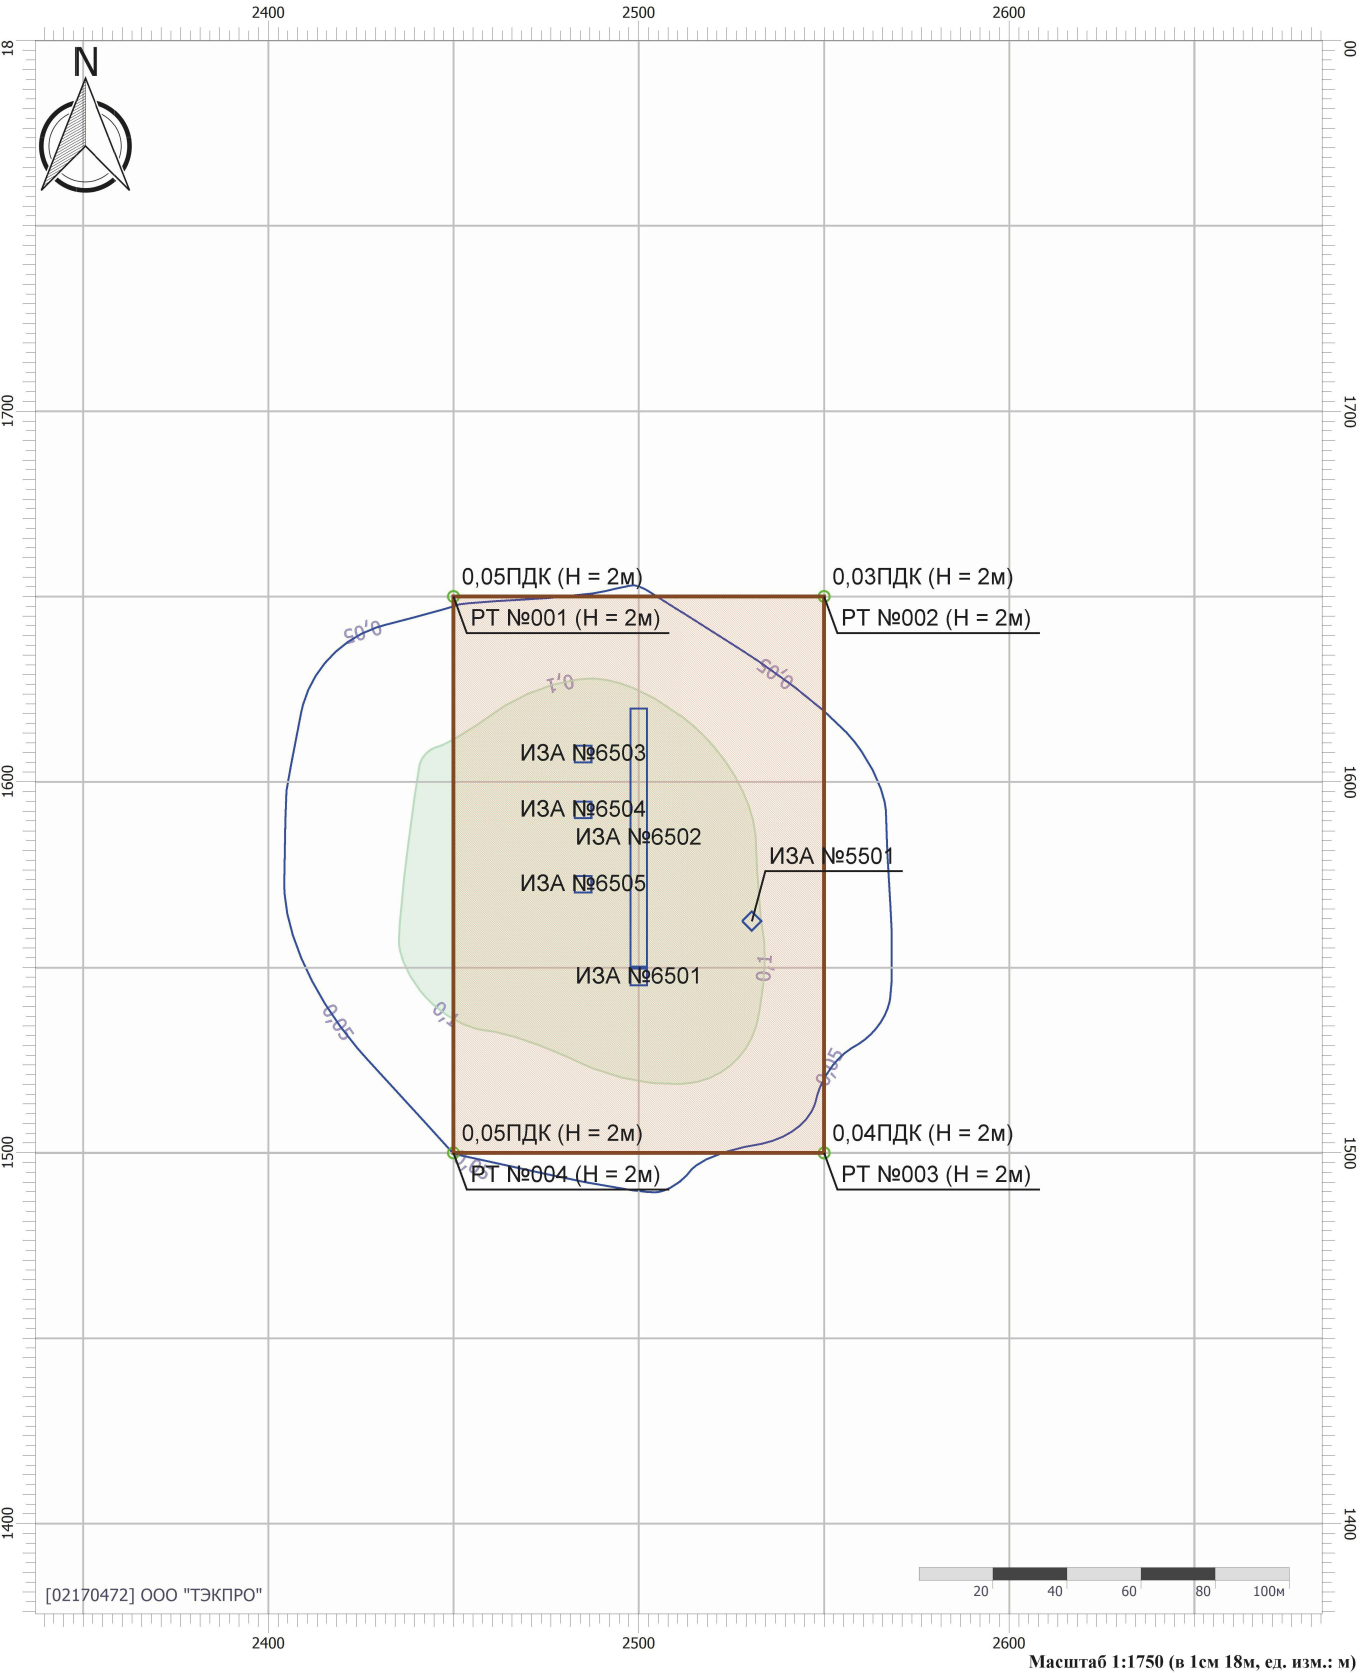 2400 2500 2600
18 00
N
1700 1700
0,05ПДК (H = 2м) 0,03ПДК (H = 2м)
РТ №001 (H = 2м) РТ №002 (H = 2м)
0,05
0,05
0,1
ИЗА №6503
1600 1600
ИЗА №6504
ИЗА №6502
ИЗА №5501
ИЗА №6505
0,1
ИЗА №6501
0,1
0,05
0,05
0,05ПДК (H = 2м) 0,04ПДК (H = 2м)
1500 1500
0,05
РТ №004 (H = 2м) РТ №003 (H = 2м)
1400 1400
[02170472] ООО "ТЭКПРО"
20 40 60 80 100м
2400 2500 2600
Масштаб 1:1750 (в 1см 18м, ед. изм.: м)